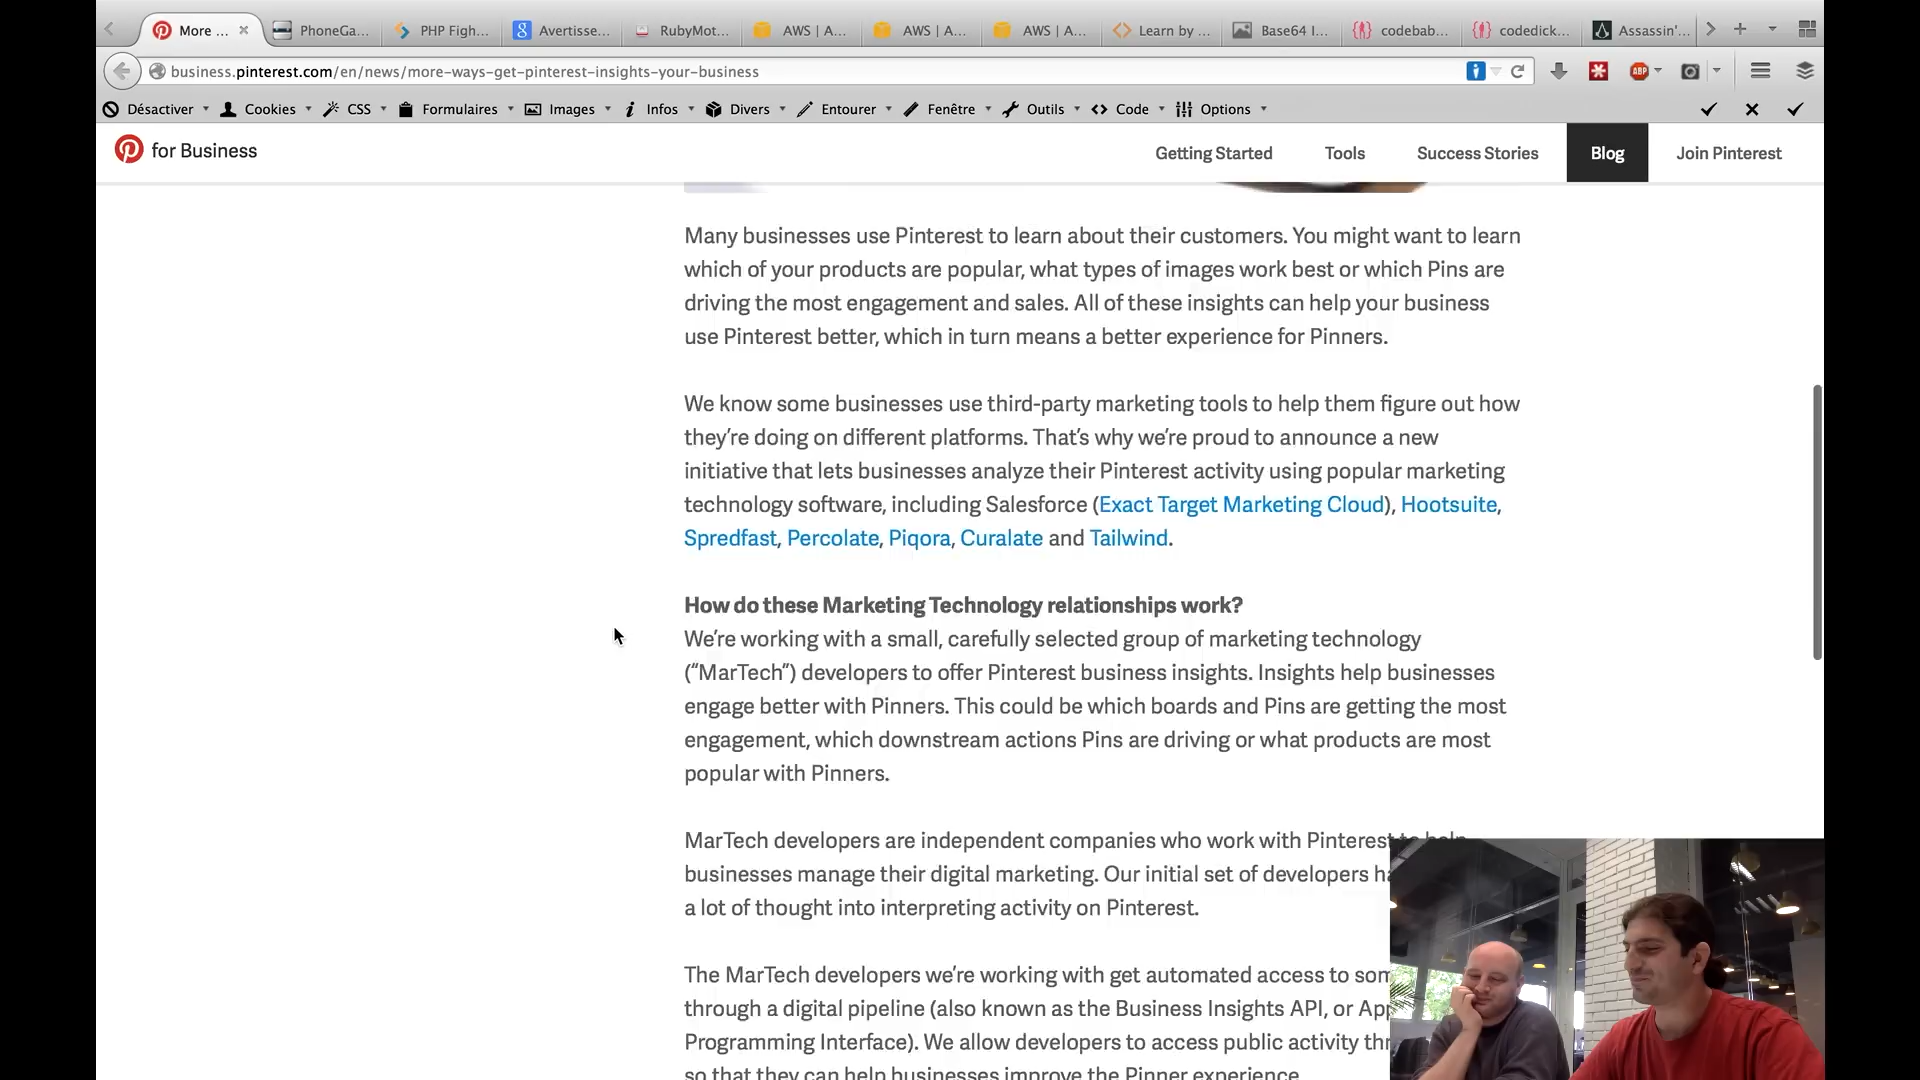 More ...
PhoneGa...
PHP Figh...
Avertisse...
RubyMot...
AWS | A...
AWS | A...
AWS | A...
Learn by ...
Base64 I...
codebab...
codedick...
Assassin'...
business.pinterest.com/en/news/more-ways-get-pinterest-insights-your-business
ABP
Désactiver Cookies CSS Formulaires Images Infos Divers Entourer Fenêtre Outils Code Options
for Business
Getting Started Tools Success Stories Blog Join Pinterest
Many businesses use Pinterest to learn about their customers. You might want to learn
which of your products are popular, what types of images work best or which Pins are
driving the most engagement and sales. All of these insights can help your business
use Pinterest better, which in turn means a better experience for Pinners.
We know some businesses use third-party marketing tools to help them figure out how
they’re doing on different platforms. That’s why we’re proud to announce a new
initiative that lets businesses analyze their Pinterest activity using popular marketing
technology software, including Salesforce (Exact Target Marketing Cloud), Hootsuite,
Spredfast, Percolate, Piqora, Curalate and Tailwind.
How do these Marketing Technology relationships work?
We’re working with a small, carefully selected group of marketing technology
(“MarTech”) developers to offer Pinterest business insights. Insights help businesses
engage better with Pinners. This could be which boards and Pins are getting the most
engagement, which downstream actions Pins are driving or what products are most
popular with Pinners.
MarTech developers are independent companies who work with Pinterest to help
businesses manage their digital marketing. Our initial set of developers
a lot of thought into interpreting activity on Pinterest.
The MarTech developers we’re working with get automated access to
through a digital pipeline (also known as the Business Insights API, or
Programming Interface). We allow developers to access public activity
so that they can help businesses improve the Pinner experience.